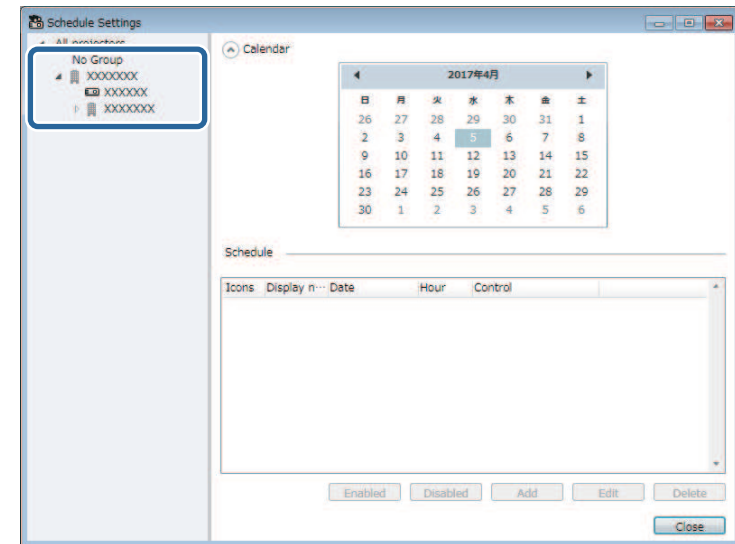 Schedule Settings
All projectors
No Group
XXXXXXX
XXXXXX
XXXXXXX
Calendar
2017年4月
日 月 火 水 木 金 土
26 27 28 29 30 31 1
2 3 4 5 6 7 8
9 10 11 12 13 14 15
16 17 18 19 20 21 22
23 24 25 26 27 28 29
30 1 2 3 4 5 6
Schedule
Icons Display n… Date Hour Control
Enabled Disabled Add Edit Delete
Close